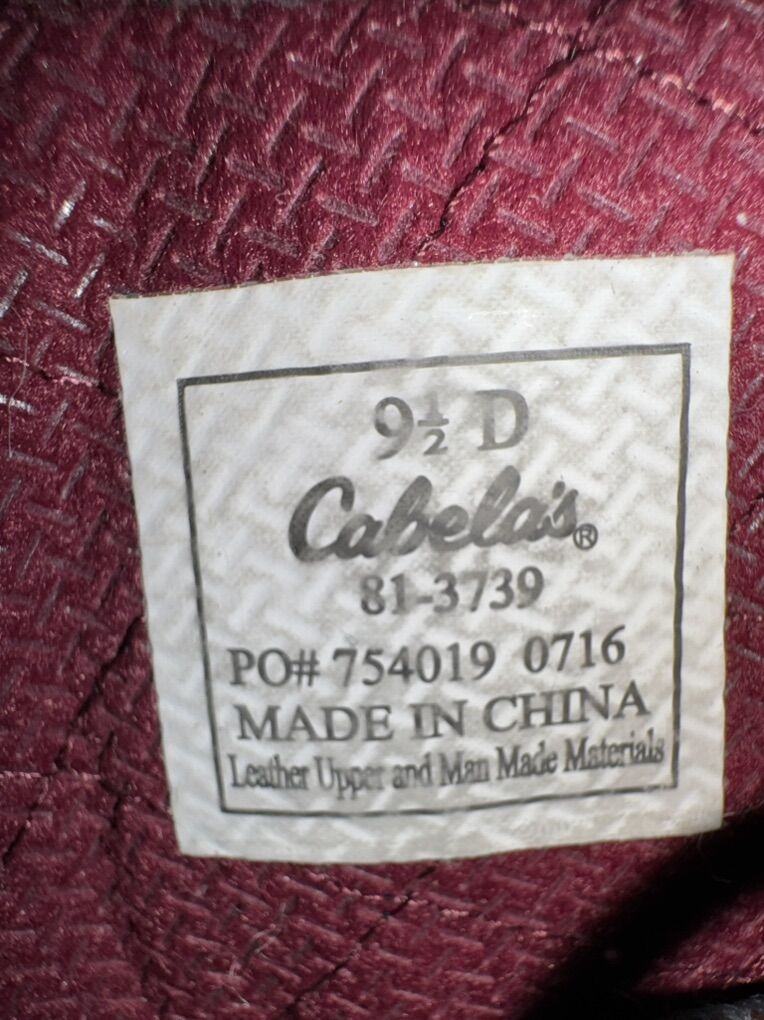 9½ D
Cabela's®
81-3739
PO# 754019 0716
MADE IN CHINA
Leather Upper and Man Made Materials